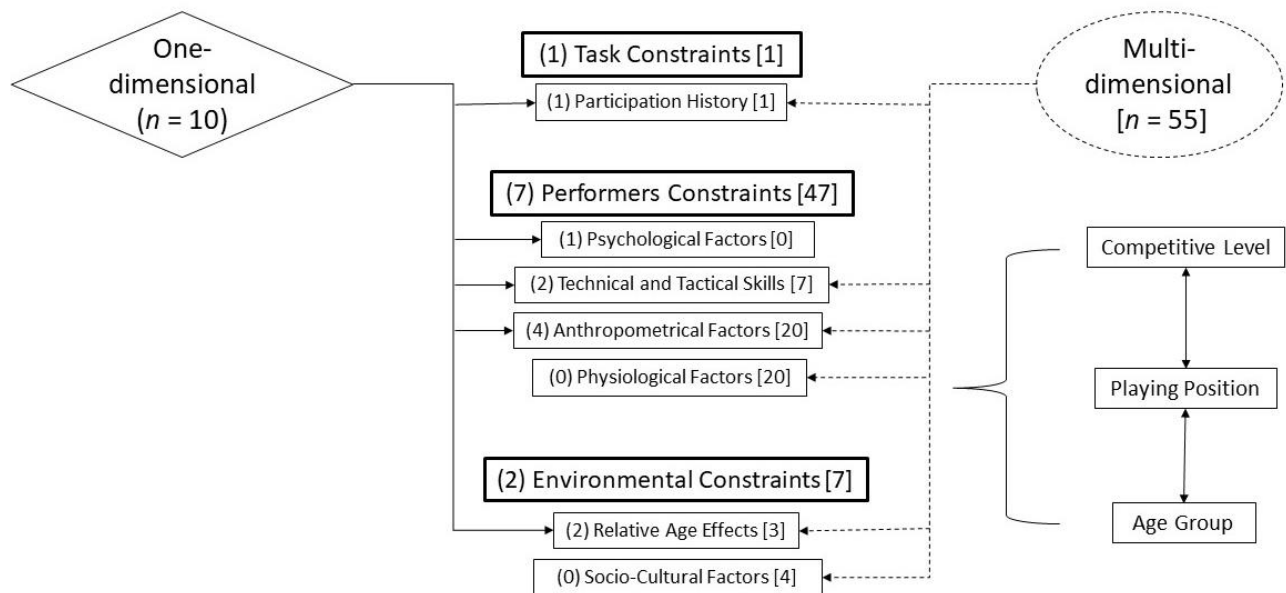 One-
dimensional
(n = 10)
(1) Task Constraints [1]
(1) Participation History [1]
Multi-
dimensional
[n = 55]
(7) Performers Constraints [47]
(1) Psychological Factors [0]
(2) Technical and Tactical Skills [7]
(4) Anthropometrical Factors [20]
(0) Physiological Factors [20]
(2) Environmental Constraints [7]
(2) Relative Age Effects [3]
(0) Socio-Cultural Factors [4]
Competitive Level
Playing Position
Age Group